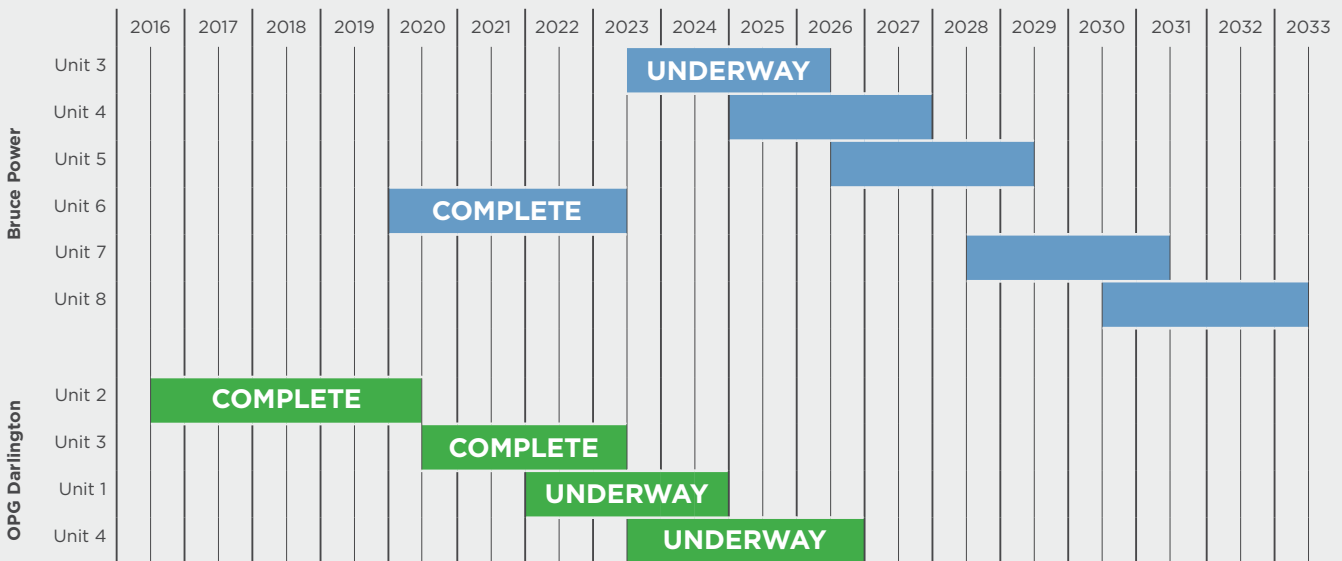 2016 2017 2018 2019 2020 2021 2022 2023 2024 2025 2026 2027 2028 2029 2030 2031 2032 2033
Bruce Power
Unit 3 UNDERWAY
Unit 4
Unit 5
Unit 6 COMPLETE
Unit 7
Unit 8
OPG Darlington
Unit 2 COMPLETE
Unit 3 COMPLETE
Unit 1 UNDERWAY
Unit 4 UNDERWAY